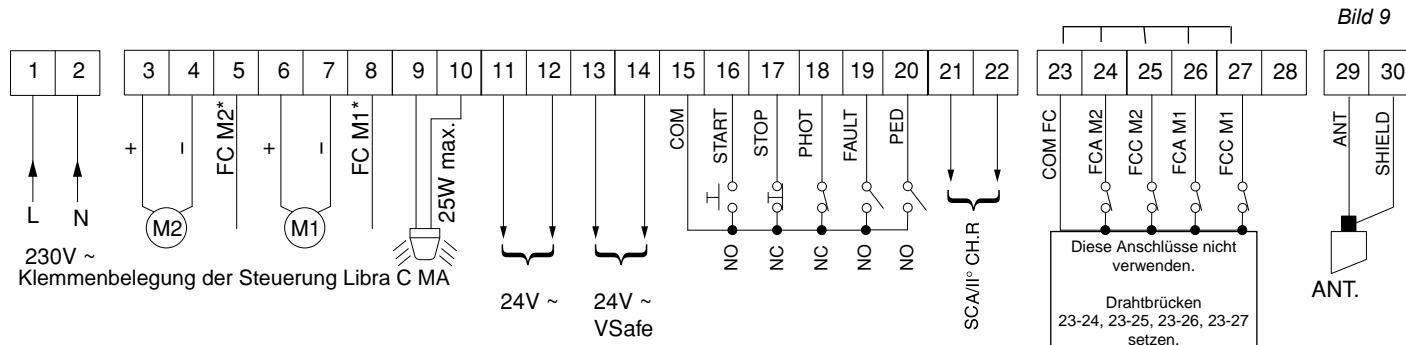 Bild 9
1 2 3 4 5 6 7 8 9 10 11 12 13 14 15 16 17 18 19 20 21 22 23 24 25 26 27 28 29 30
+ – FC M2* + – FC M1* 25W max. COM START STOP PHOT FAULT PED COM FC FCA M2 FCC M2 FCA M1 FCC M1 ANT SHIELD
L N M2 M1
230V ~
Klemmenbelegung der Steuerung Libra C MA
24V ~
24V ~
VSafe
NO NC NC NO NO
SCA/II° CH.R
Diese Anschlüsse nicht
verwenden.
Drahtbrücken
23-24, 23-25, 23-26, 23-27
setzen.
ANT.